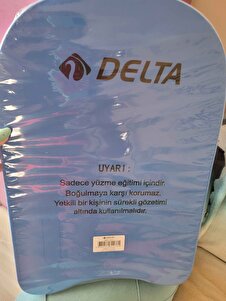 DELTA
UYARI :
Sadece yüzme eğitimi içindir.
Boğulmaya karşı korumaz.
Yetkili bir kişinin sürekli gözetimi
altında kullanılmalıdır.